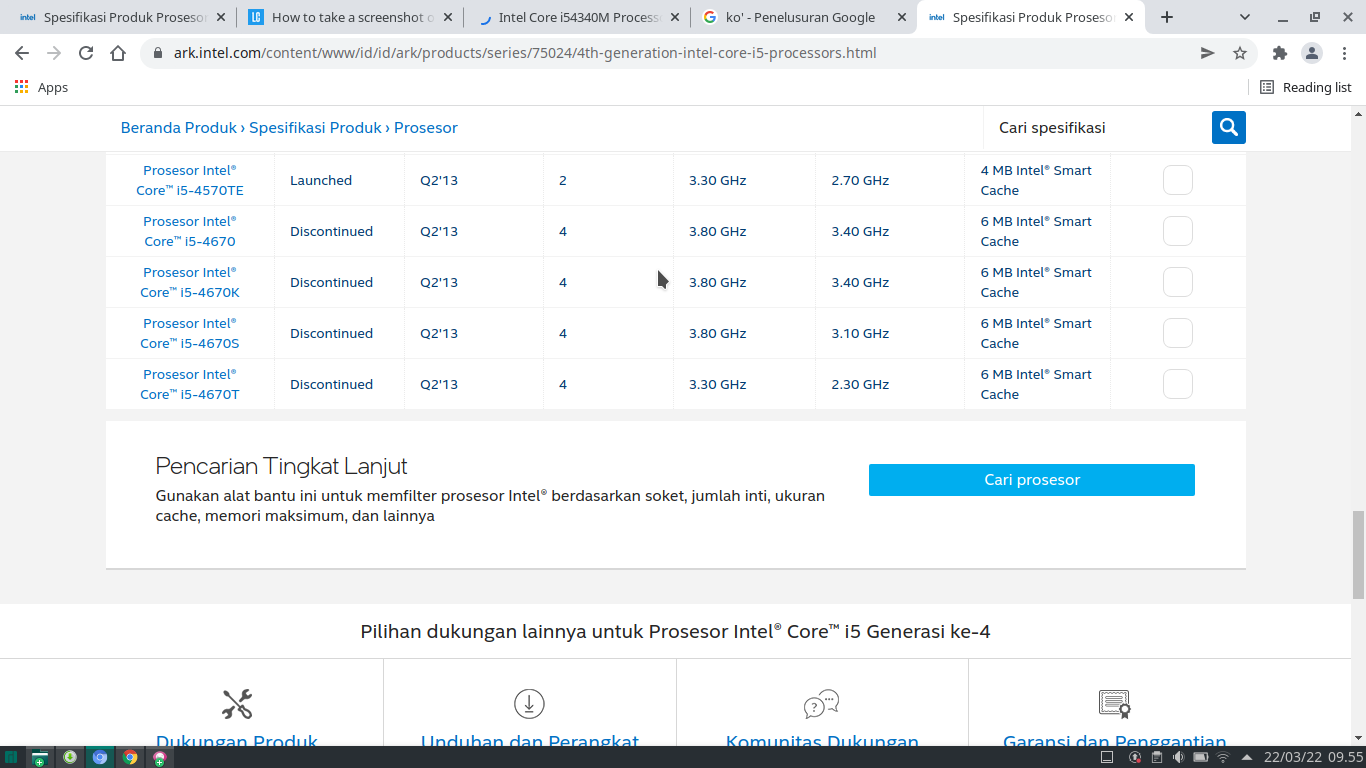 intel Spesifikasi Produk Prosesor
LC How to take a screenshot o
Intel Core i54340M Process
ko' - Penelusuran Google
intel Spesifikasi Produk Prosesor
ark.intel.com/content/www/id/id/ark/products/series/75024/4th-generation-intel-core-i5-processors.html
Apps
Reading list
Beranda Produk › Spesifikasi Produk › Prosesor
Cari spesifikasi
Prosesor Intel®
Core™ i5-4570TE
Launched
Q2'13
2
3.30 GHz
2.70 GHz
4 MB Intel® Smart
Cache
Prosesor Intel®
Core™ i5-4670
Discontinued
Q2'13
4
3.80 GHz
3.40 GHz
6 MB Intel® Smart
Cache
Prosesor Intel®
Core™ i5-4670K
Discontinued
Q2'13
4
3.80 GHz
3.40 GHz
6 MB Intel® Smart
Cache
Prosesor Intel®
Core™ i5-4670S
Discontinued
Q2'13
4
3.80 GHz
3.10 GHz
6 MB Intel® Smart
Cache
Prosesor Intel®
Core™ i5-4670T
Discontinued
Q2'13
4
3.30 GHz
2.30 GHz
6 MB Intel® Smart
Cache
Pencarian Tingkat Lanjut
Gunakan alat bantu ini untuk memfilter prosesor Intel® berdasarkan soket, jumlah inti, ukuran
cache, memori maksimum, dan lainnya
Cari prosesor
Pilihan dukungan lainnya untuk Prosesor Intel® Core™ i5 Generasi ke-4
Dukungan Produk
Unduhan dan Perangkat
Komunitas Dukungan
Garansi dan Penggantian
22/03/22 09.55